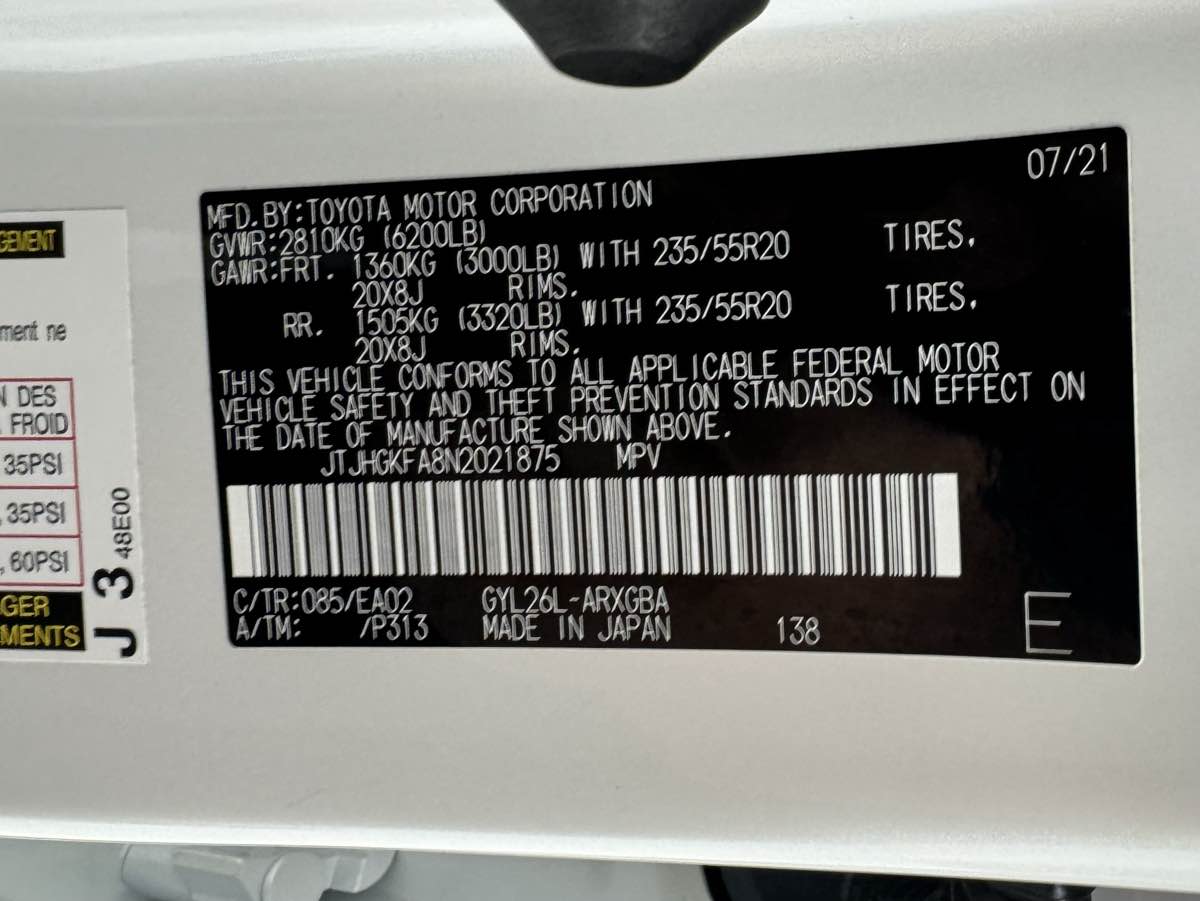 07/21
MFD.BY:TOYOTA MOTOR CORPORATION
GVWR:2810KG (6200LB)
GAWR:FRT. 1360KG (3000LB) WITH 235/55R20 TIRES,
20X8J RIMS.
RR. 1505KG (3320LB) WITH 235/55R20 TIRES,
20X8J RIMS.
THIS VEHICLE CONFORMS TO ALL APPLICABLE FEDERAL MOTOR
VEHICLE SAFETY AND THEFT PREVENTION STANDARDS IN EFFECT ON
THE DATE OF MANUFACTURE SHOWN ABOVE.
JTJHGKFA8N2021875 MPV
C/TR:085/EA02 GYL26L-ARXGBA
A/TM: /P313 MADE IN JAPAN 138 E
GEMENT
ment ne
N DES
FROID
35PSI
, 35PSI
, 60PSI
GER
MENTS
J 3 48E00